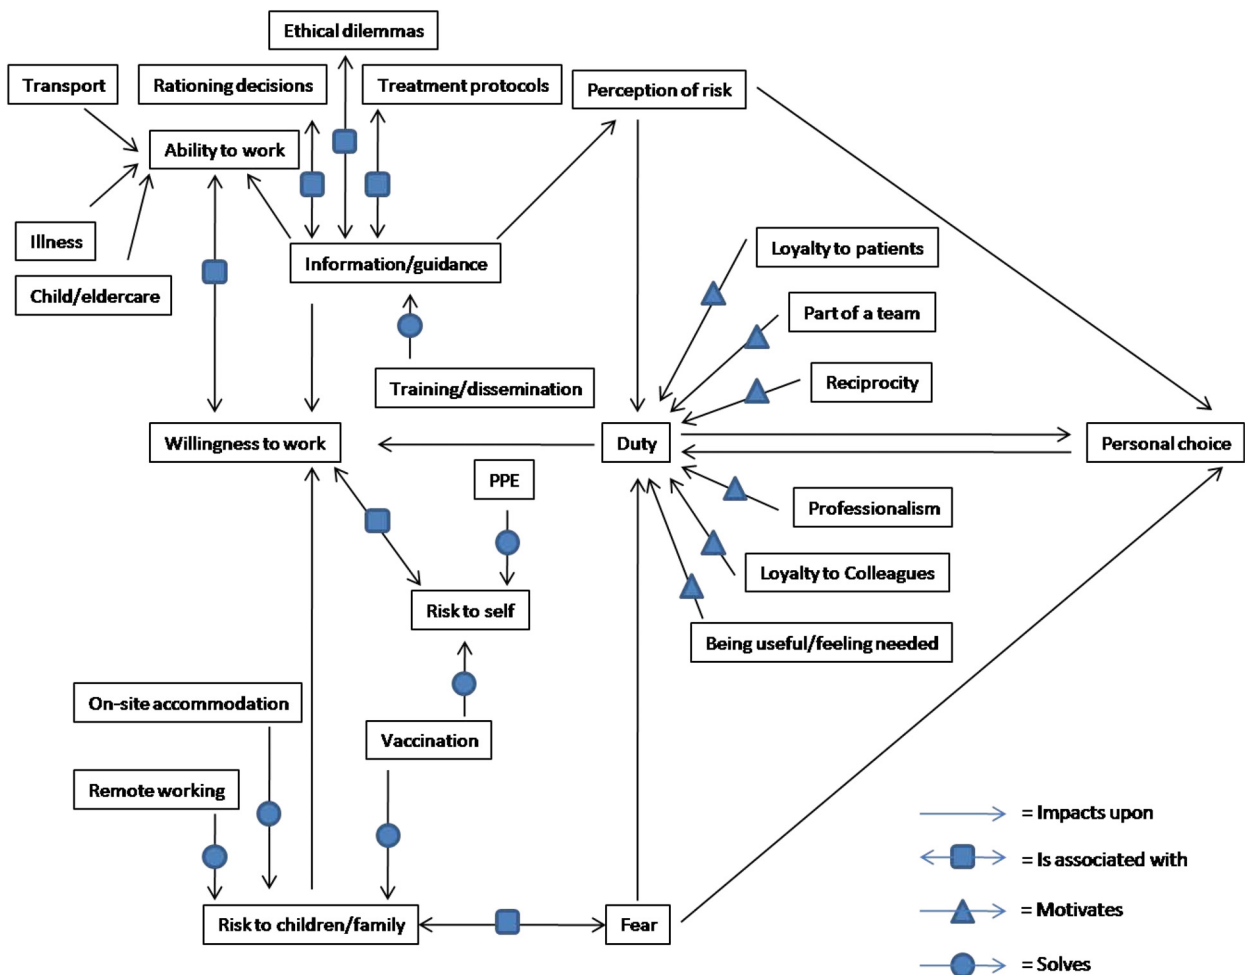 Ethical dilemmas
Transport
Rationing decisions
Treatment protocols
Perception of risk
Ability to work
Illness
Information/guidance
Loyalty to patients
Child/eldercare
Part of a team
Training/dissemination
Reciprocity
Willingness to work
Duty
Personal choice
PPE
Professionalism
Loyalty to Colleagues
Risk to self
Being useful/feeling needed
On-site accommodation
Vaccination
Remote working
Risk to children/family
Fear
= Impacts upon
= Is associated with
= Motivates
= Solves